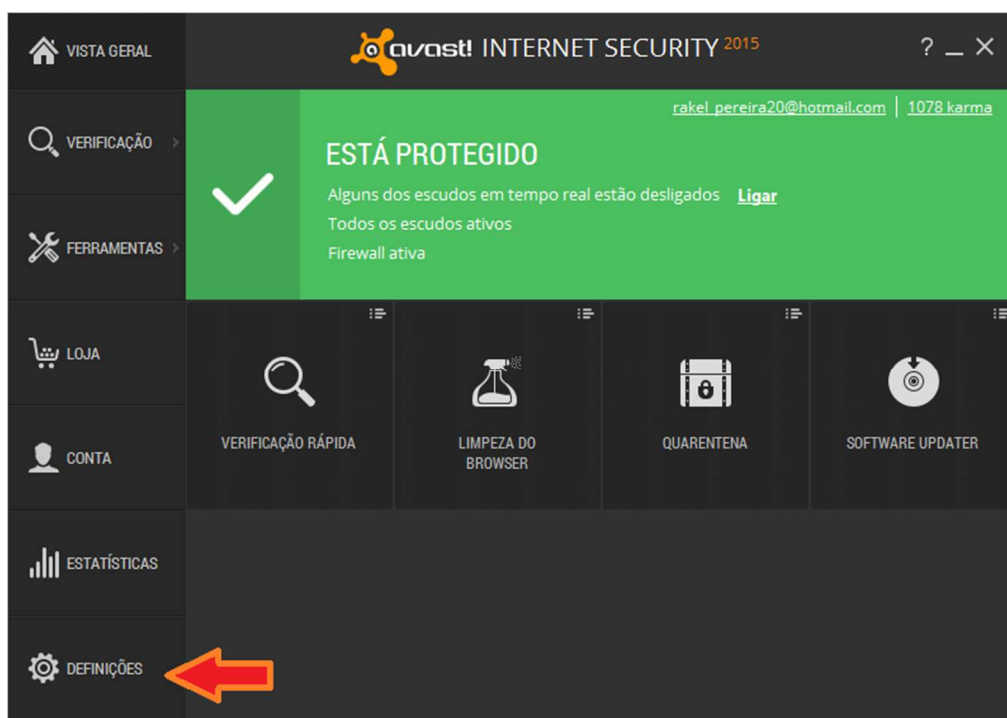 VISTA GERAL
avast! INTERNET SECURITY 2015
? _ X
rakel_pereira20@hotmail.com | 1078 karma
VERIFICAÇÃO >
ESTÁ PROTEGIDO
Alguns dos escudos em tempo real estão desligados Ligar
Todos os escudos ativos
Firewall ativa
FERRAMENTAS >
LOJA
CONTA
ESTATÍSTICAS
DEFINIÇÕES
VERIFICAÇÃO RÁPIDA
LIMPEZA DO
BROWSER
QUARENTENA
SOFTWARE UPDATER